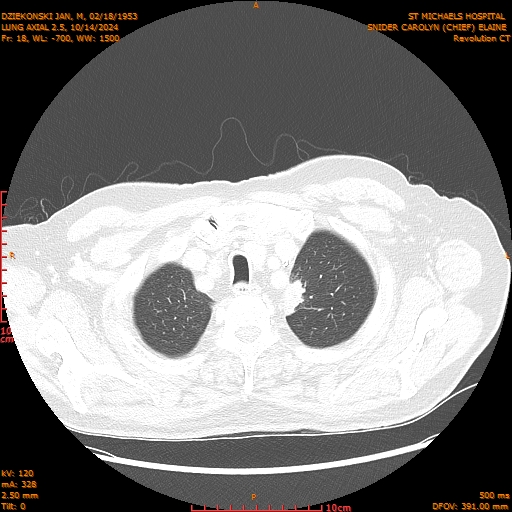 A
DZIEKONSKI JAN, M, 02/18/1953
LUNG AXIAL 2.5, 10/14/2024
Fr: 18, WL: -700, WW: 1500
ST MICHAELS HOSPITAL
SNIDER CAROLYN (CHIEF) ELAINE
Revolution CT
R
L
10
cm
kV: 120
mA: 328
2.50 mm
Tilt: 0
P
10cm
500 ms
DFOV: 391.00 mm